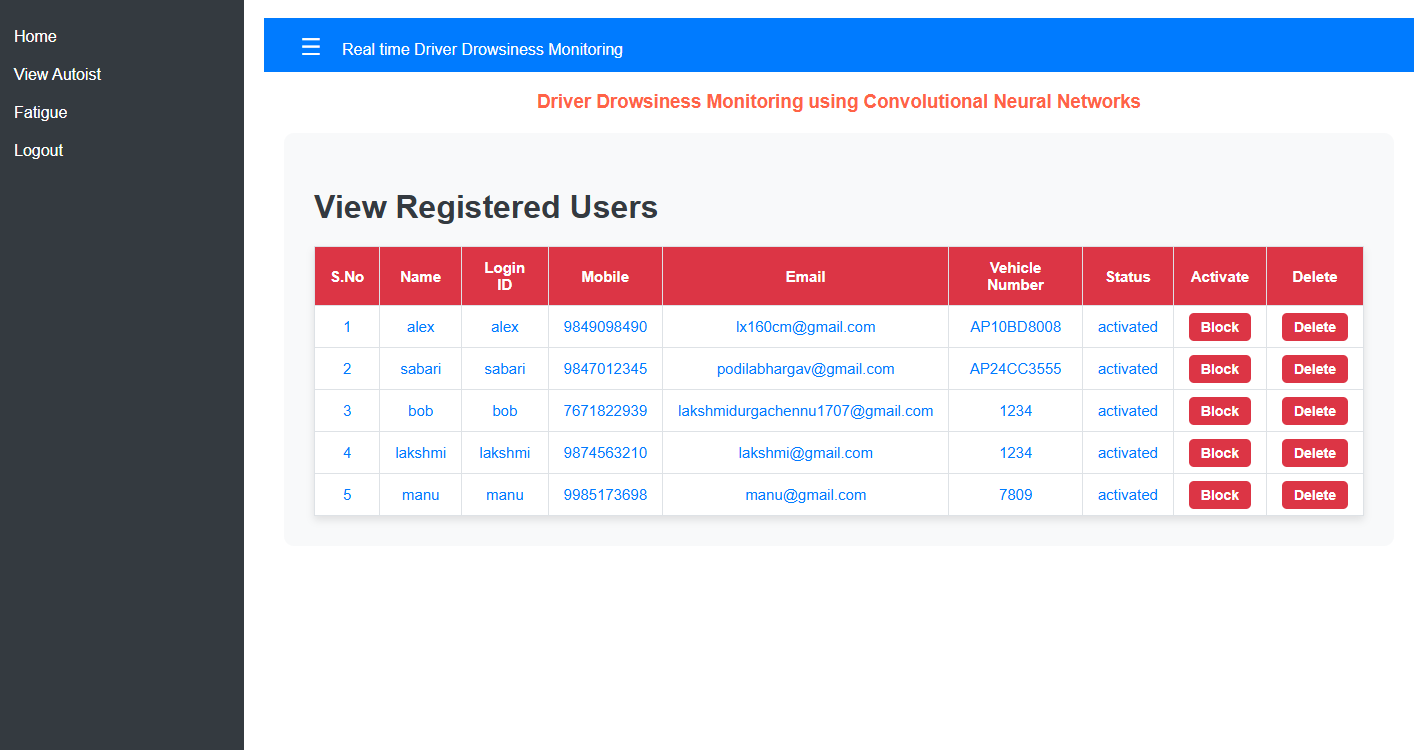 Home
View Autoist
Fatigue
Logout
☰ Real time Driver Drowsiness Monitoring
Driver Drowsiness Monitoring using Convolutional Neural Networks
View Registered Users
S.No Name Login ID Mobile Email Vehicle Number Status Activate Delete
1 alex alex 9849098490 lx160cm@gmail.com AP10BD8008 activated Block Delete
2 sabari sabari 9847012345 podilabhargav@gmail.com AP24CC3555 activated Block Delete
3 bob bob 7671822939 lakshmidurgachennu1707@gmail.com 1234 activated Block Delete
4 lakshmi lakshmi 9874563210 lakshmi@gmail.com 1234 activated Block Delete
5 manu manu 9985173698 manu@gmail.com 7809 activated Block Delete